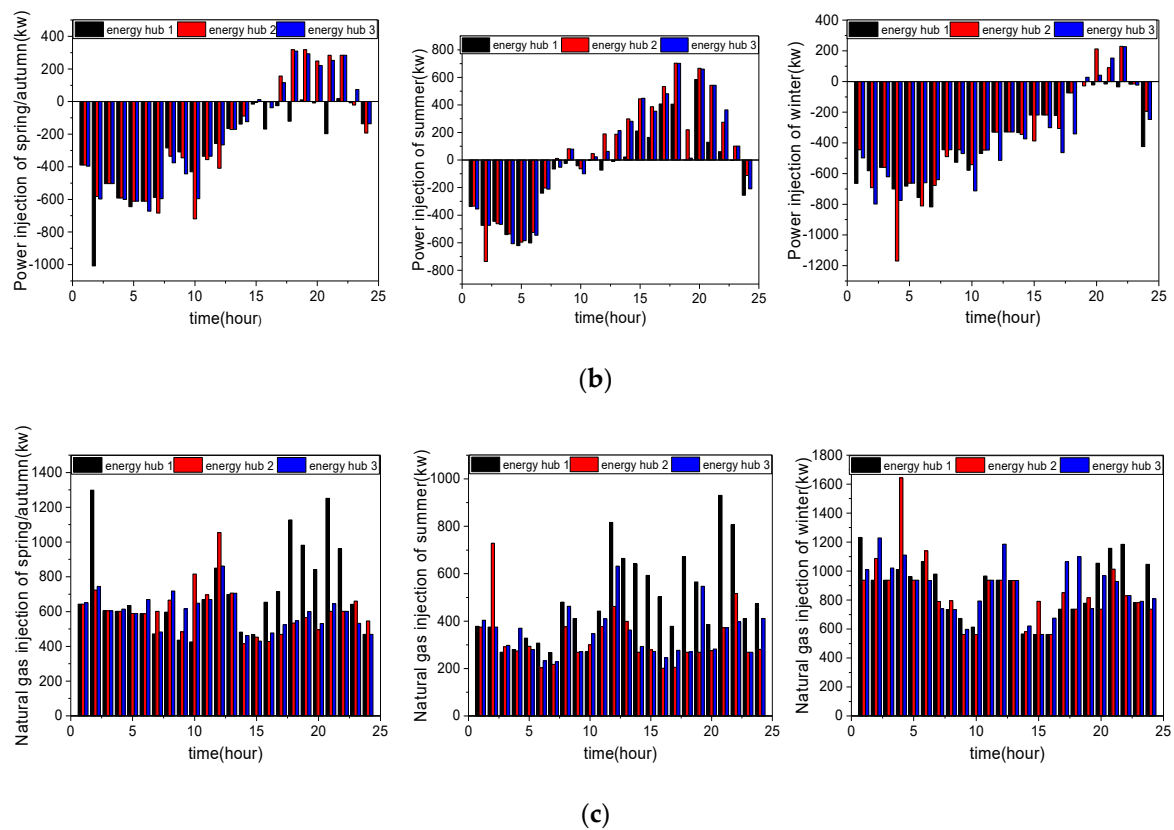 Power injection of spring/autumn(kw)
energy hub 1 energy hub 2 energy hub 3
400
200
0
-200
-400
-600
-800
-1000
0 5 10 15 20 25
time(hour)
Power injection of summer(kw)
energy hub 1 energy hub 2 energy hub 3
800
600
400
200
0
-200
-400
-600
-800
0 5 10 15 20 25
time(hour)
Power injection of winter(kw)
energy hub 1 energy hub 2 energy hub 3
400
200
0
-200
-400
-600
-800
-1000
-1200
0 5 10 15 20 25
time(hour)
(b)
Natural gas injection of spring/autumn(kw)
energy hub 1 energy hub 2 energy hub 3
1400
1200
1000
800
600
400
200
0
0 5 10 15 20 25
time(hour)
Natural gas injection of summer(kw)
energy hub 1 energy hub 2 energy hub 3
1000
800
600
400
200
0
0 5 10 15 20 25
time(hour)
Natural gas injection of winter(kw)
energy hub 1 energy hub 2 energy hub 3
1800
1600
1400
1200
1000
800
600
400
200
0
0 5 10 15 20 25
time(hour)
(c)